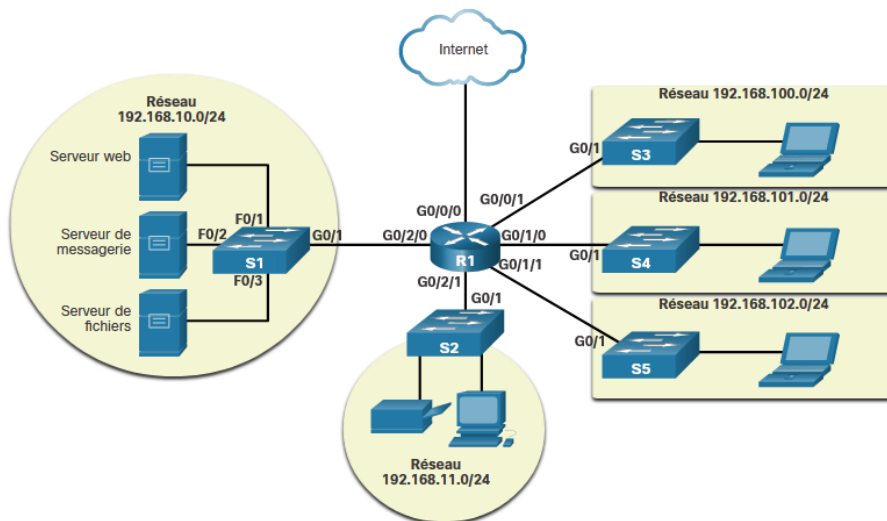 Internet
Réseau
192.168.10.0/24
Serveur web
Serveur de
messagerie
Serveur de
fichiers
F0/1
F0/2
F0/3
S1
G0/1
G0/2/0
G0/0/0
G0/0/1
G0/1/0
G0/1/1
R1
G0/2/1
G0/1
S2
Réseau
192.168.11.0/24
Réseau 192.168.100.0/24
G0/1
S3
Réseau 192.168.101.0/24
G0/1
S4
Réseau 192.168.102.0/24
G0/1
S5